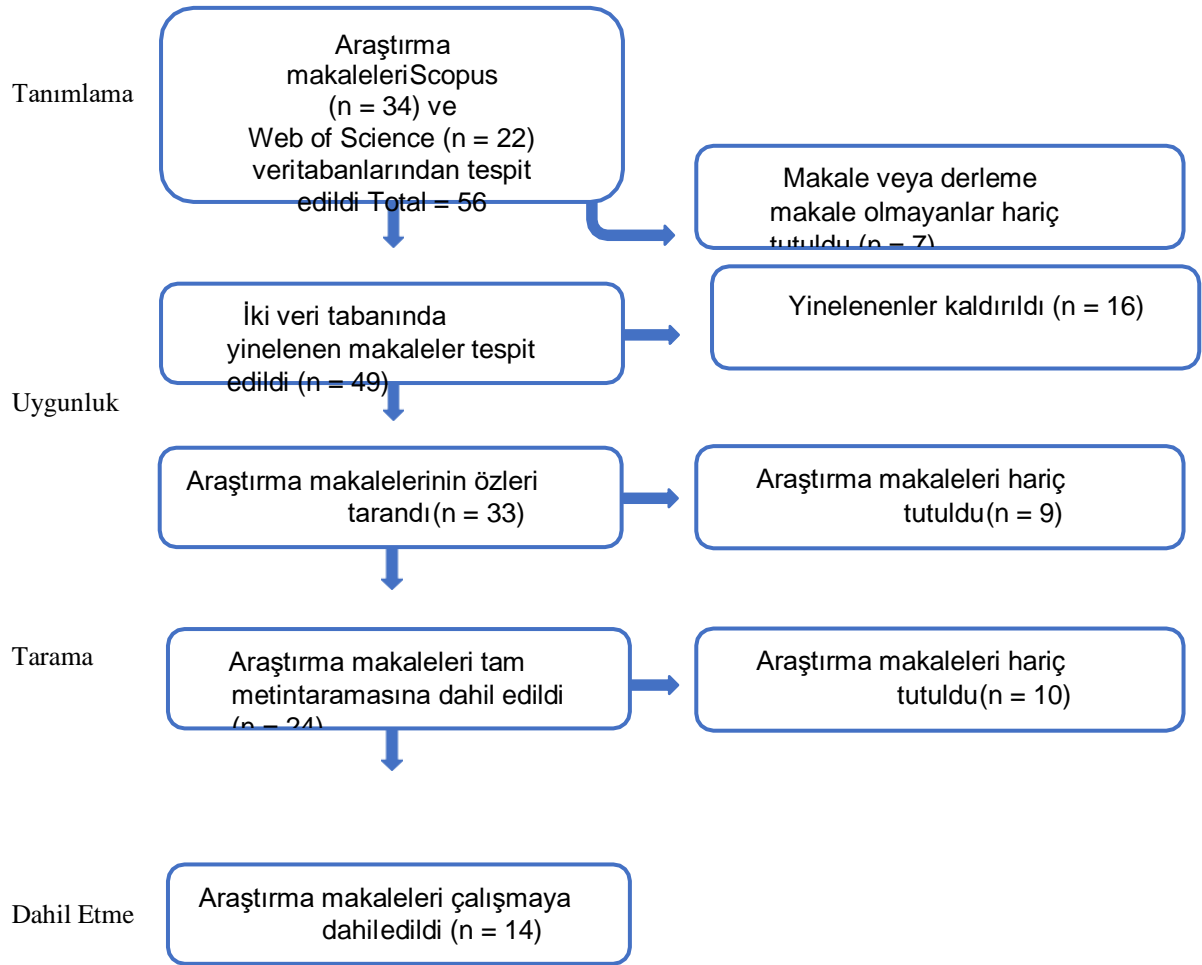 Tanımlama
Araştırma
makaleleriScopus
(n = 34) ve
Web of Science (n = 22)
veritabanlarından tespit
edildi Total = 56
Makale veya derleme
makale olmayanlar hariç
tutuldu (n = 7)
İki veri tabanında
yinelenen makaleler tespit
edildi (n = 49)
Yinelenenler kaldırıldı (n = 16)
Uygunluk
Araştırma makalelerinin özleri
tarandı(n = 33)
Araştırma makaleleri hariç
tutuldu(n = 9)
Tarama
Araştırma makaleleri tam
metintaramasına dahil edildi
(n = 24)
Araştırma makaleleri hariç
tutuldu(n = 10)
Dahil Etme
Araştırma makaleleri çalışmaya
dahiledildi (n = 14)